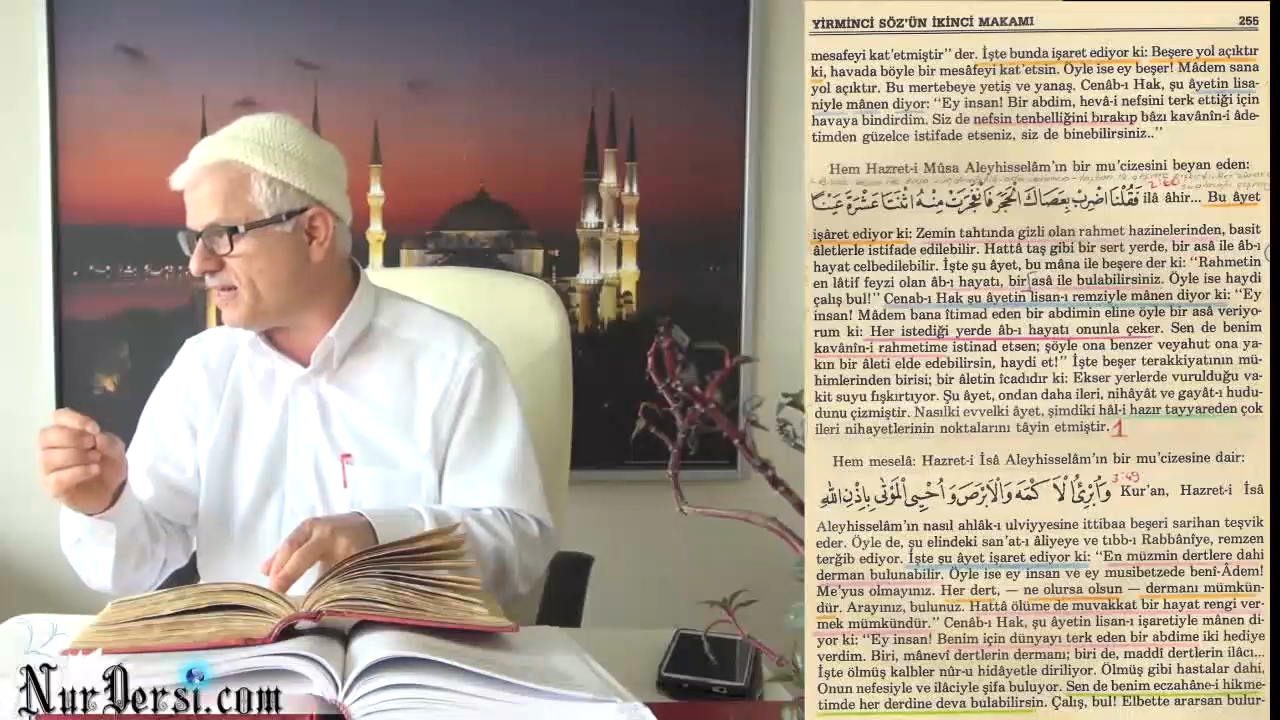 YİRMİNCİ SÖZ'ÜN İKİNCİ MAKAMI 255
mesafeyi kat'etmiştir" der. İşte bunda işaret ediyor ki: Beşere yol açıktır
ki, havada böyle bir mesâfeyi kat'etsin. Öyle ise ey beşer! Mâdem sana
yol açıktır. Bu mertebeye yetiş ve yanaş. Cenâb-ı Hak, şu âyetin lisa-
niyle mânen diyor: "Ey insan! Bir abdim, hevâ-i nefsini terk ettiği için
havaya bindirdim. Siz de nefsin tenbelliğini bırakıp bâzı kavânîn-i âde-
timden güzelce istifade etseniz, siz de binebilirsiniz.."
Hem Hazret-i Mûsa Aleyhisselâm'ın bir mu'cizesini beyan eden:
فَقُلْنَا اضْرِبْ بِعَصَاكَ الْحَجَرَ فَانْفَجَرَتْ مِنْهُ اثْنَتَا عَشْرَةَ عَيْنًا ilâ âhir... Bu âyet
işâret ediyor ki: Zemin tahtında gizli olan rahmet hazinelerinden, basit
âletlerle istifade edilebilir. Hattâ taş gibi bir sert yerde, bir asâ ile âb-ı
hayat celbedilebilir. İşte şu âyet, bu mâna ile beşere der ki: "Rahmetin
en lâtif feyzi olan âb-ı hayatı, bir asâ ile bulabilirsiniz. Öyle ise haydi
çalış bul!" Cenab-ı Hak şu âyetin lisan-ı remziyle mânen diyor ki: "Ey
insan! Mâdem bana îtimad eden bir abdimin eline öyle bir asâ veriyo-
rum ki: Her istediği yerde âb-ı hayatı onunla çeker. Sen de benim
kavânîn-i rahmetime istinad etsen; şöyle ona benzer veyahut ona ya-
kın bir âleti elde edebilirsin, haydi et!" İşte beşer terakkiyatının mü-
himlerinden birisi; bir âletin îcadıdır ki: Ekser yerlerde vurulduğu va-
kit suyu fışkırtıyor. Şu âyet, ondan daha ileri, nihâyât ve gayât-ı hudu-
dunu çizmiştir. Nasılki evvelki âyet, şimdiki hâl-i hazır tayyareden çok
ileri nihayetlerinin noktalarını tâyin etmiştir. 1
Hem meselâ: Hazret-i İsâ Aleyhisselâm'ın bir mu'cizesine dair:
3:49
وَاُبْرِئُ الْاَكْمَهَ وَالْاَبْرَصَ وَاُحْيِى الْمَوْتٰى بِاِذْنِ اللّٰهِ Kur'an, Hazret-i İsâ
Aleyhisselâm'ın nasıl ahlâk-ı ulviyyesine ittibaa beşeri sarihan teşvik
eder. Öyle de, şu elindeki san'at-ı âliyeye ve tıbb-ı Rabbânîye, remzen
terğib ediyor. İşte şu âyet işaret ediyor ki: "En müzmin dertlere dahi
derman bulunabilir. Öyle ise ey insan ve ey musibetzede benî-Âdem!
Me'yus olmayınız. Her dert, — ne olursa olsun — dermanı mümkün-
dür. Arayınız, bulunuz. Hattâ ölüme de muvakkat bir hayat rengi ver-
mek mümkündür." Cenâb-ı Hak, şu âyetin lisan-ı işaretiyle mânen di-
yor ki: "Ey insan! Benim için dünyayı terk eden bir abdime iki hediye
verdim. Biri, mânevî dertlerin dermanı; biri de, maddî dertlerin ilâcı...
İşte ölmüş kalbler nûr-u hidâyetle diriliyor. Ölmüş gibi hastalar dahi,
Onun nefesiyle ve ilâciyle şifa buluyor. Sen de benim eczahâne-i hikme-
timde her derdine deva bulabilirsin. Çalış, bul! Elbette ararsan bulur-
NurDersi.com